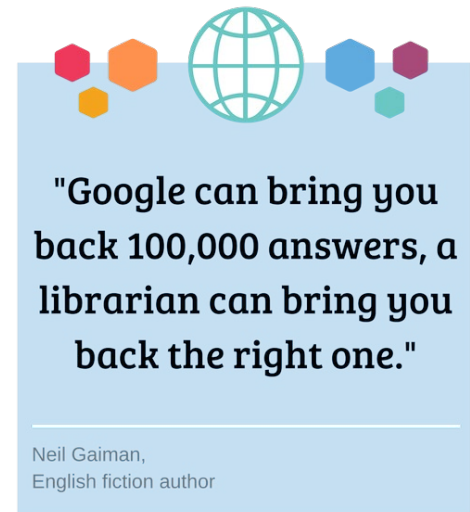 "Google can bring you
back 100,000 answers, a
librarian can bring you
back the right one."
Neil Gaiman,
English fiction author